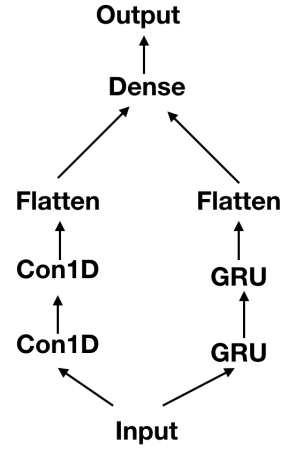 Output
Dense
Flatten
Flatten
Con1D
GRU
Con1D
GRU
Input